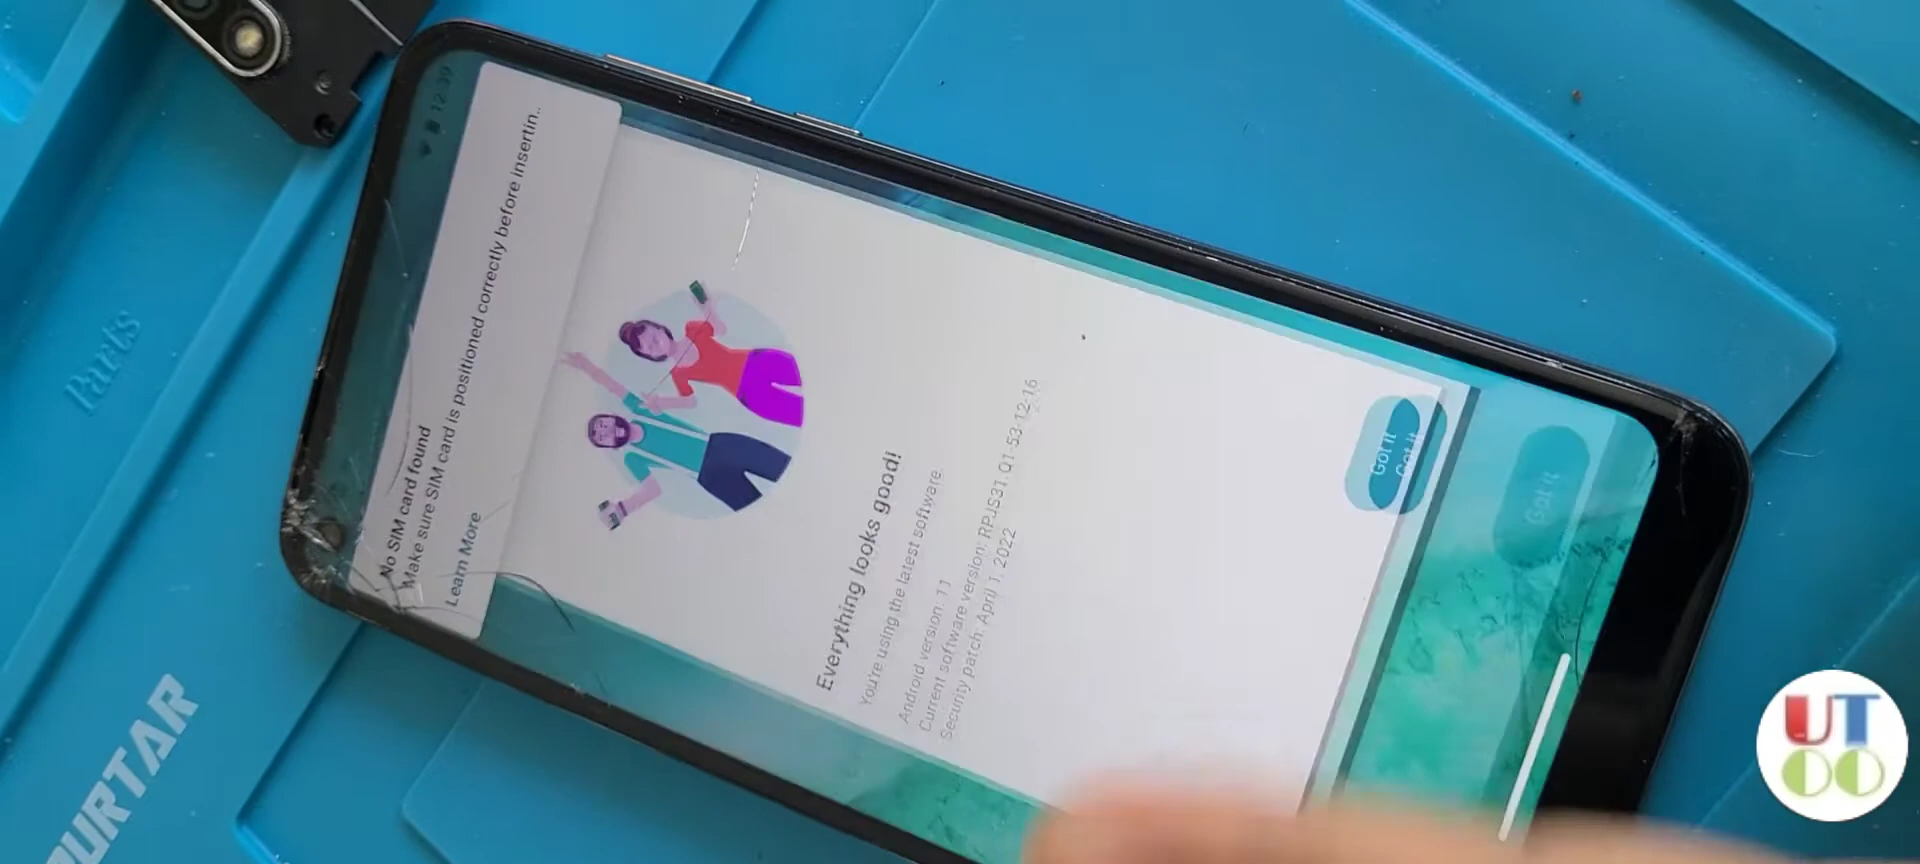 12:39
No SIM card found
Make sure SIM card is positioned correctly before insertin..
Learn More
Everything looks good!
You're using the latest software.
Android version: 11
Current software version: RPJS31.Q1-53-12-16
Security patch: April 1, 2022
Got it
Got it
Got it
Parts
OURTAR
UT
OO